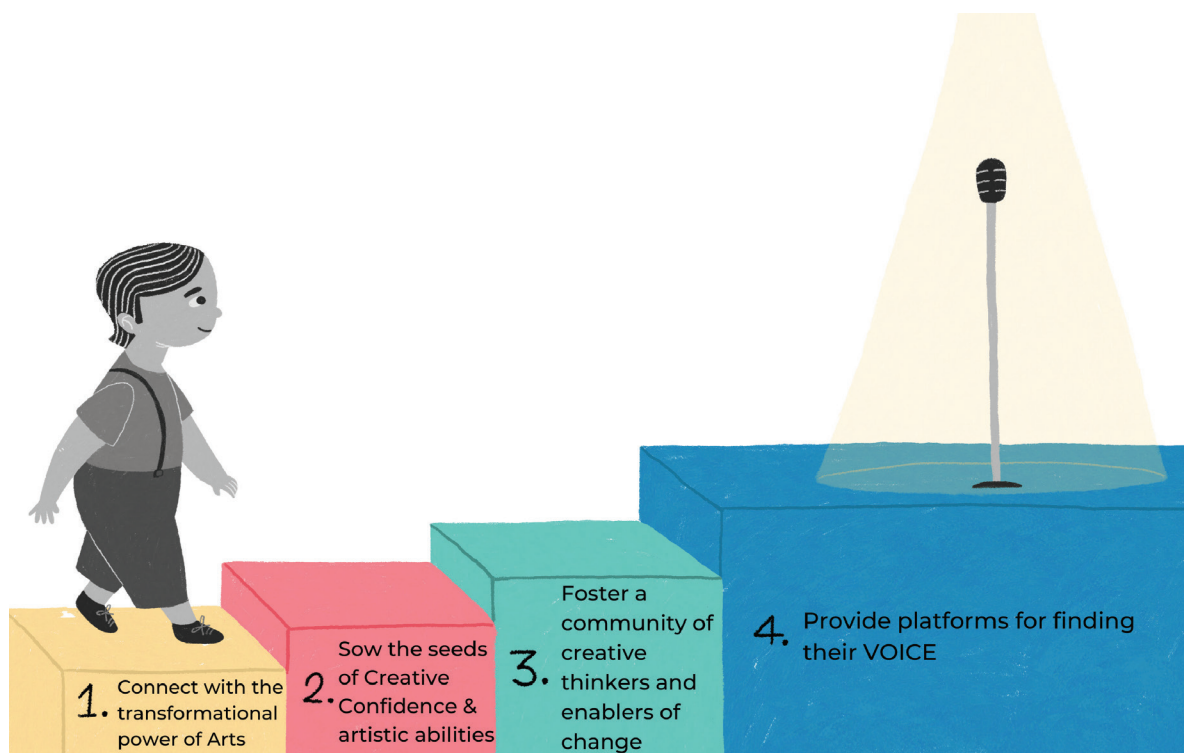 1. Connect with the
transformational
power of Arts
2. Sow the seeds
of Creative
Confidence &
artistic abilities
3. Foster a
community of
creative
thinkers and
enablers of
change
4. Provide platforms for finding
their VOICE